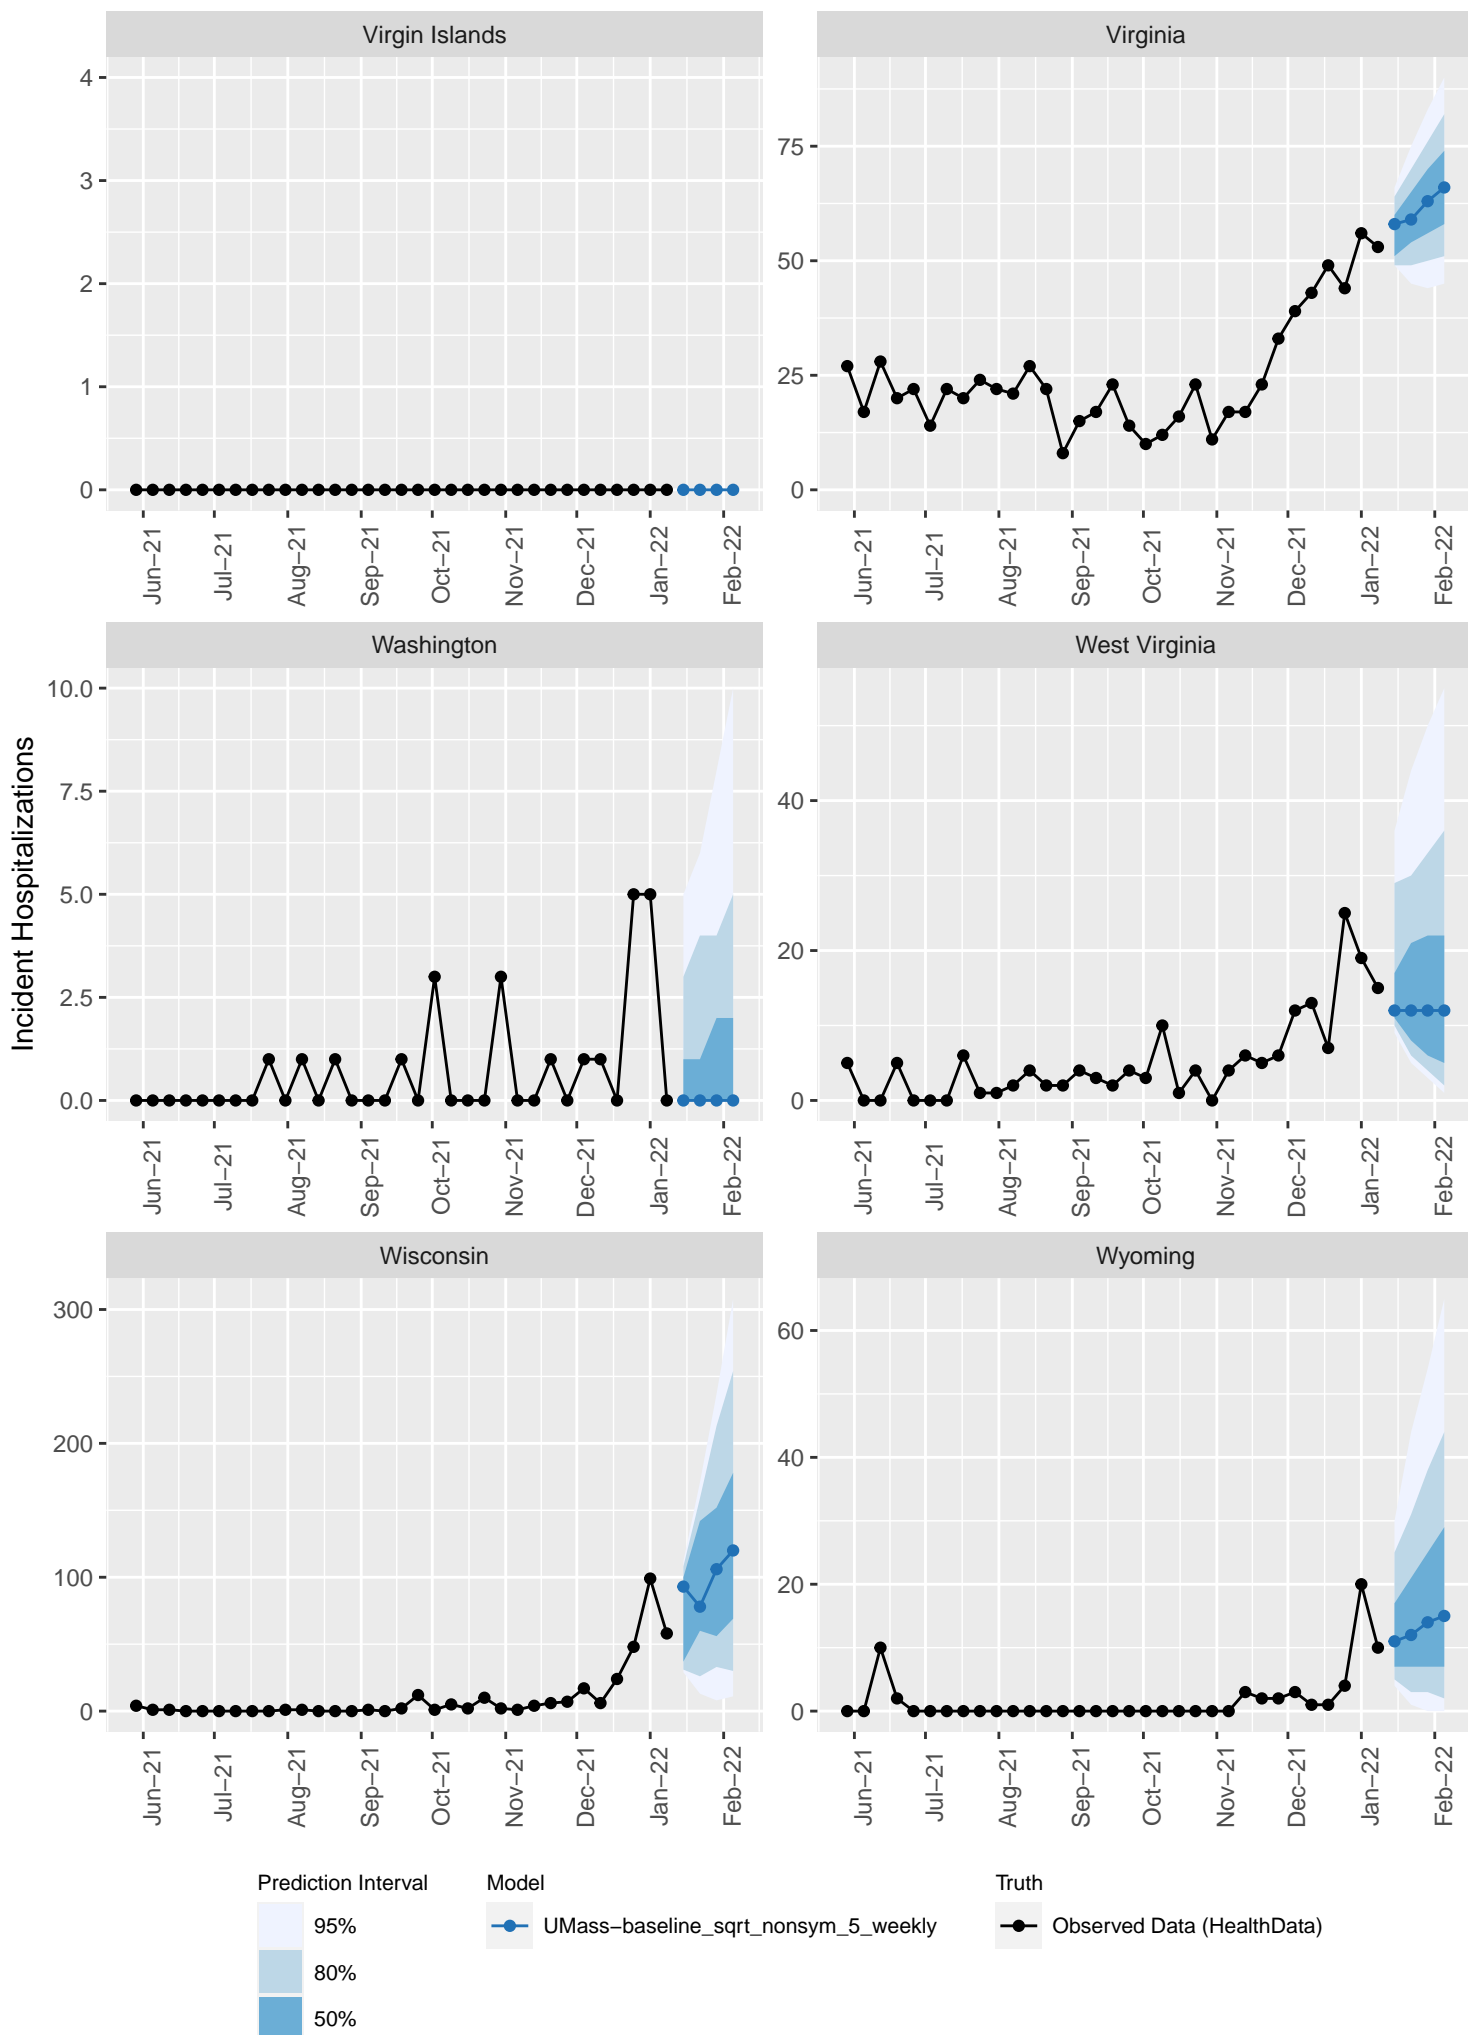 Virgin Islands
Virginia
4
3
2
1
0
75
50
25
0
Jun−21
Jul−21
Aug−21
Sep−21
Oct−21
Nov−21
Dec−21
Jan−22
Feb−22
Jun−21
Jul−21
Aug−21
Sep−21
Oct−21
Nov−21
Dec−21
Jan−22
Feb−22
Incident Hospitalizations
Washington
West Virginia
10.0
7.5
5.0
2.5
0.0
40
20
0
Jun−21
Jul−21
Aug−21
Sep−21
Oct−21
Nov−21
Dec−21
Jan−22
Feb−22
Jun−21
Jul−21
Aug−21
Sep−21
Oct−21
Nov−21
Dec−21
Jan−22
Feb−22
Wisconsin
Wyoming
300
200
100
0
60
40
20
0
Jun−21
Jul−21
Aug−21
Sep−21
Oct−21
Nov−21
Dec−21
Jan−22
Feb−22
Jun−21
Jul−21
Aug−21
Sep−21
Oct−21
Nov−21
Dec−21
Jan−22
Feb−22
Prediction Interval
95%
80%
50%
Model
UMass−baseline_sqrt_nonsym_5_weekly
Truth
Observed Data (HealthData)